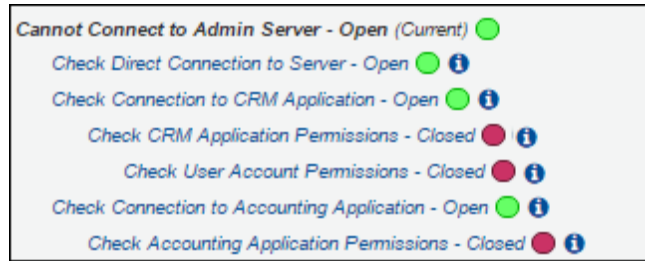 Cannot Connect to Admin Server - Open (Current)
Check Direct Connection to Server - Open
Check Connection to CRM Application - Open
Check CRM Application Permissions - Closed
Check User Account Permissions - Closed
Check Connection to Accounting Application - Open
Check Accounting Application Permissions - Closed